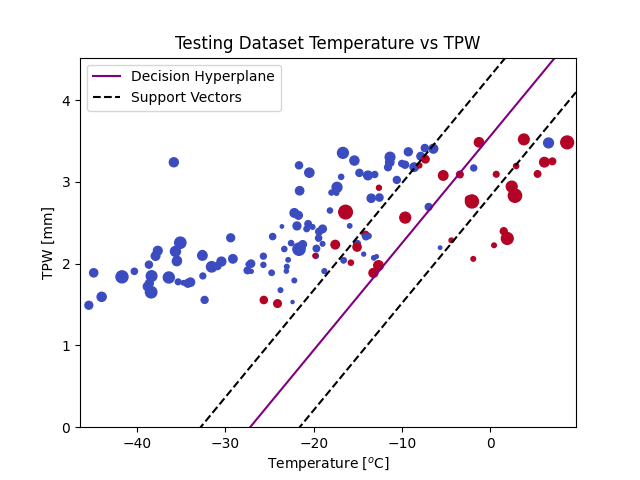 Testing Dataset Temperature vs TPW
Decision Hyperplane
Support Vectors
TPW [mm]
4
3
2
1
0
−40
−30
−20
−10
0
Temperature [°C]